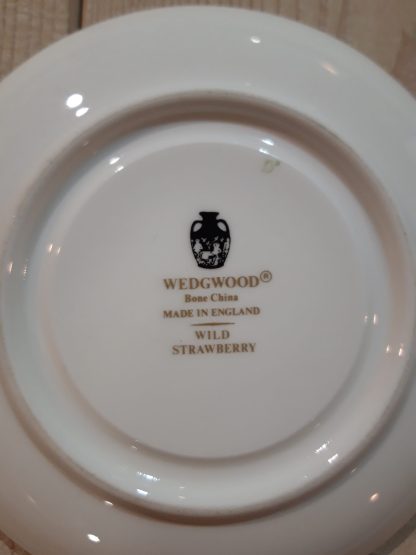 WEDGWOOD®
Bone China
MADE IN ENGLAND
WILD
STRAWBERRY